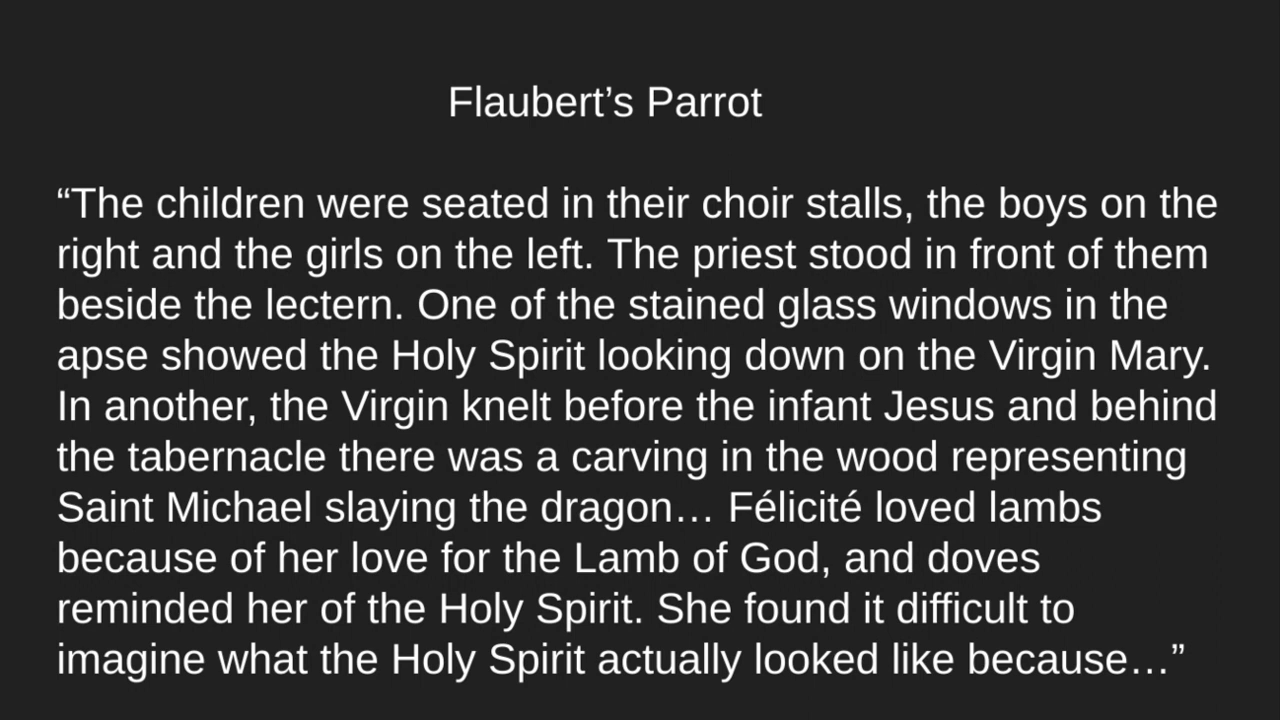 Flaubert’s Parrot
“The children were seated in their choir stalls, the boys on the
right and the girls on the left. The priest stood in front of them
beside the lectern. One of the stained glass windows in the
apse showed the Holy Spirit looking down on the Virgin Mary.
In another, the Virgin knelt before the infant Jesus and behind
the tabernacle there was a carving in the wood representing
Saint Michael slaying the dragon… Félicité loved lambs
because of her love for the Lamb of God, and doves
reminded her of the Holy Spirit. She found it difficult to
imagine what the Holy Spirit actually looked like because…”